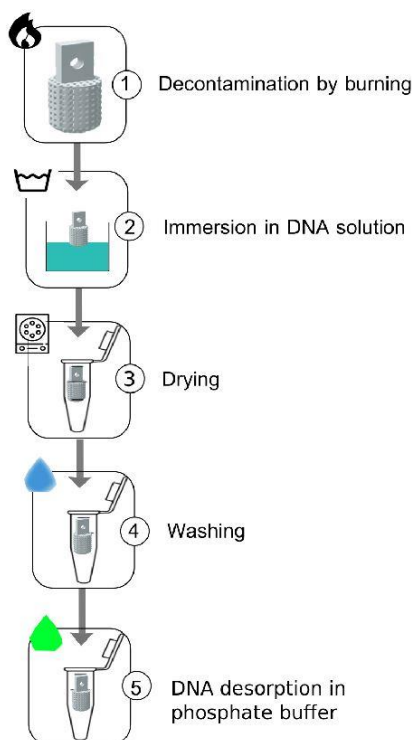 1 Decontamination by burning
2 Immersion in DNA solution
3 Drying
4 Washing
5 DNA desorption in
phosphate buffer